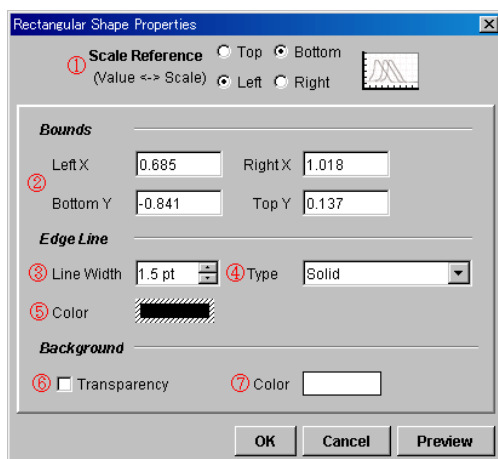 Rectangular Shape Properties
① Scale Reference Top Bottom
(Value <-> Scale) Left Right
Bounds
② Left X 0.685 Right X 1.018
Bottom Y -0.841 Top Y 0.137
Edge Line
③ Line Width 1.5 pt ④ Type Solid
⑤ Color
Background
⑥ Transparency ⑦ Color
OK Cancel Preview